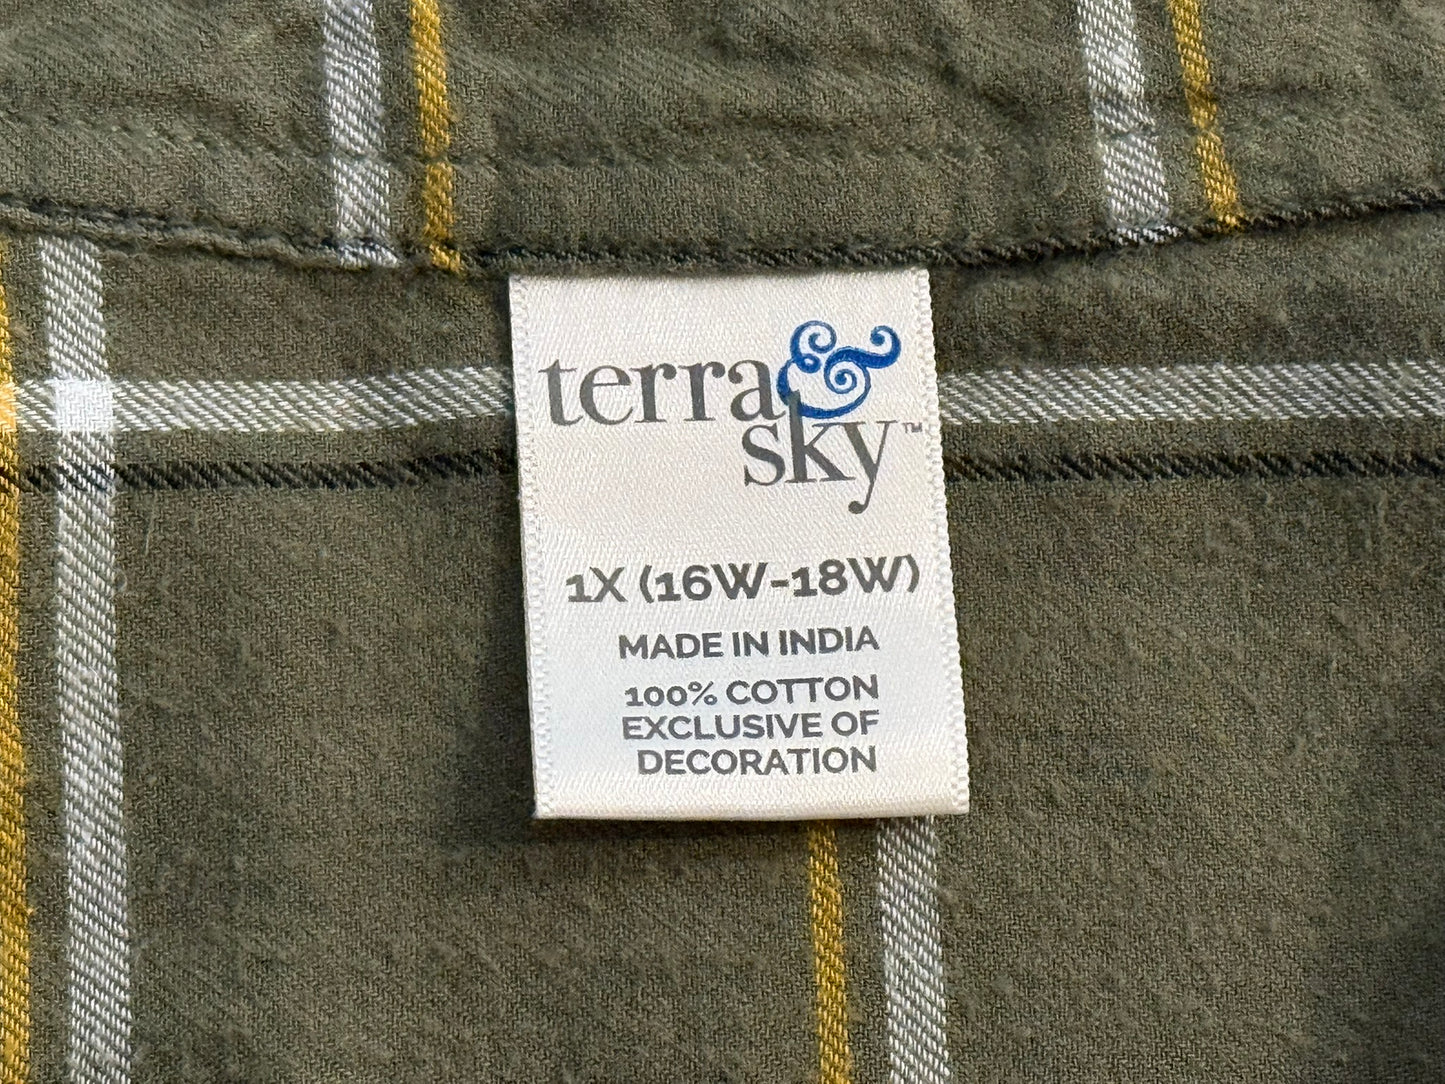 terra &
sky™
1X (16W-18W)
MADE IN INDIA
100% COTTON
EXCLUSIVE OF
DECORATION